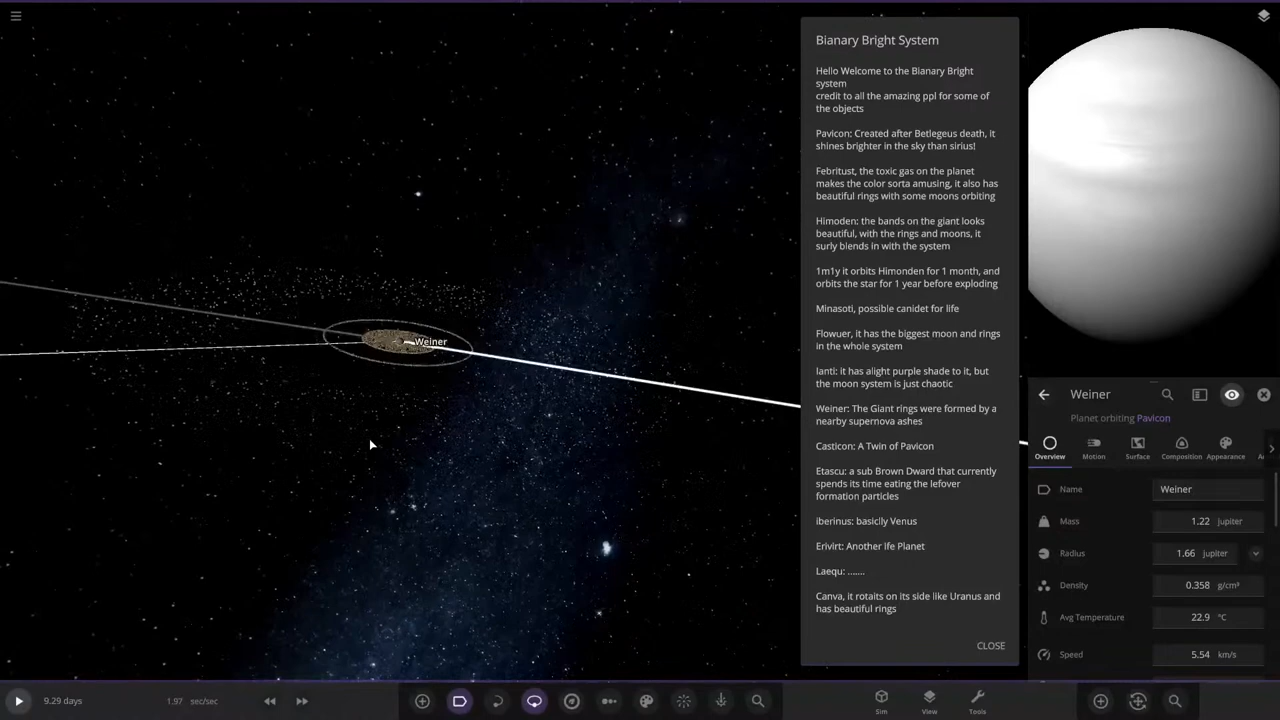 Bianary Bright System
Hello Welcome to the Bianary Bright
system
credit to all the amazing ppl for some of
the objects
Pavicon: Created after Betlegeus death, it
shines brighter in the sky than sirius!
Febritust, the toxic gas on the planet
makes the color sorta amusing, it also has
beautiful rings with some moons orbiting
Himoden: the bands on the giant looks
beautiful, with the rings and moons, it
surly blends in with the system
1m1y it orbits Himonden for 1 month, and
orbits the star for 1 year before exploding
Minasoti, possible canidet for life
Flowuer, it has the biggest moon and rings
in the whole system
Ianti: it has alight purple shade to it, but
the moon system is just chaotic
Weiner: The Giant rings were formed by a
nearby supernova ashes
Casticon: A Twin of Pavicon
Etascu: a sub Brown Dward that currently
spends its time eating the lefover
formation particles
iberinus: basiclly Venus
Erivirt: Another lfe Planet
Laequ: .......
Canva, it rotaits on its side like Uranus and
has beautiful rings
CLOSE
Weiner
Weiner
Planet orbiting Pavicon
Overview
Motion
Surface
Composition
Appearance
Name
Weiner
Mass
1.22 jupiter
Radius
1.66 jupiter
Density
0.358 g/cm³
Avg Temperature
22.9 °C
Speed
5.54 km/s
9.29 days
1.97 sec/sec
Sim
View
Tools